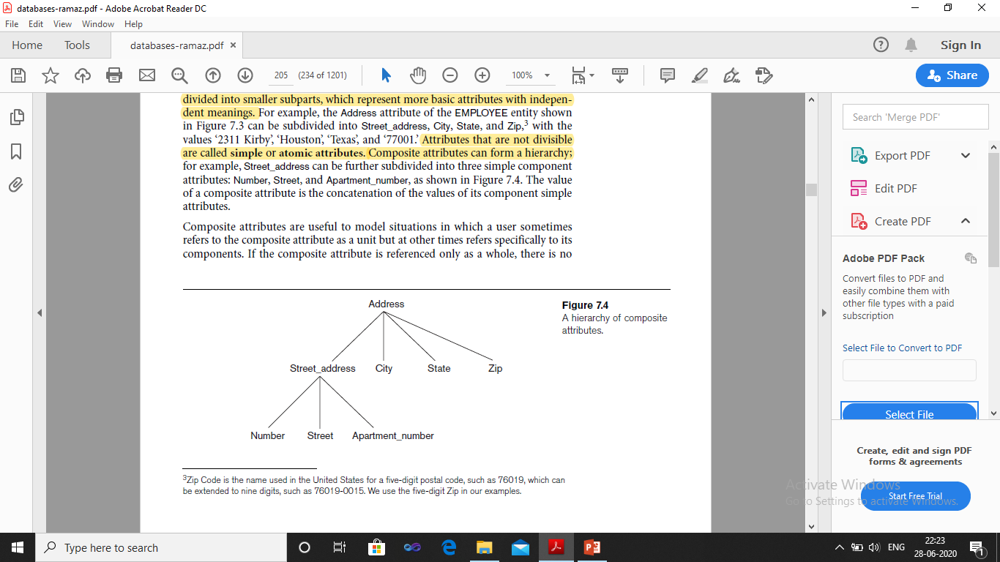 databases-ramaz.pdf - Adobe Acrobat Reader DC
File Edit View Window Help
Home Tools databases-ramaz.pdf × Sign In
205 (234 of 1201) 100% Share
divided into smaller subparts, which represent more basic attributes with indepen-
dent meanings. For example, the Address attribute of the EMPLOYEE entity shown
in Figure 7.3 can be subdivided into Street_address, City, State, and Zip,³ with the
values ‘2311 Kirby’, ‘Houston’, ‘Texas’, and ‘77001.’ Attributes that are not divisible
are called simple or atomic attributes. Composite attributes can form a hierarchy;
for example, Street_address can be further subdivided into three simple component
attributes: Number, Street, and Apartment_number, as shown in Figure 7.4. The value
of a composite attribute is the concatenation of the values of its component simple
attributes.
Composite attributes are useful to model situations in which a user sometimes
refers to the composite attribute as a unit but at other times refers specifically to its
components. If the composite attribute is referenced only as a whole, there is no
Address
Figure 7.4
A hierarchy of composite
attributes.
Street_address City State Zip
Number Street Apartment_number
³Zip Code is the name used in the United States for a five-digit postal code, such as 76019, which can
be extended to nine digits, such as 76019-0015. We use the five-digit Zip in our examples.
Search 'Merge PDF'
Export PDF
Edit PDF
Create PDF
Adobe PDF Pack
Convert files to PDF and
easily combine them with
other file types with a paid
subscription
Select File to Convert to PDF
Select File
Create, edit and sign PDF
forms & agreements
Activate Windows
Go to Settings to activate Windows.
Start Free Trial
Type here to search
ENG
22:23
28-06-2020
1